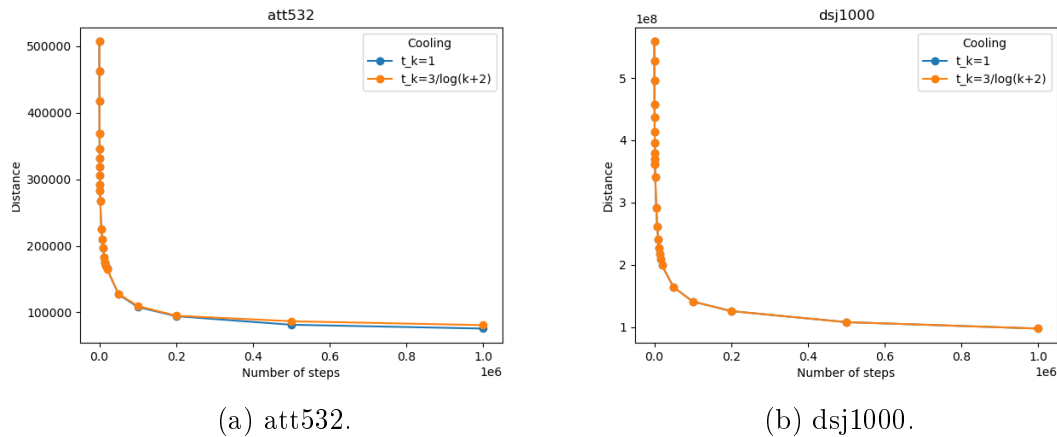 att532
500000
400000
300000
200000
100000
Distance
0.0 0.2 0.4 0.6 0.8 1.0
1e6
Number of steps
Cooling
t_k=1
t_k=3/log(k+2)
(a) att532.
dsj1000
1e8
5
4
3
2
1
Distance
0.0 0.2 0.4 0.6 0.8 1.0
1e6
Number of steps
Cooling
t_k=1
t_k=3/log(k+2)
(b) dsj1000.